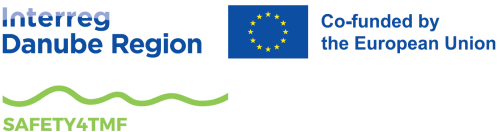 Interreg
Danube Region
Co-funded by
the European Union
SAFETY4TMF